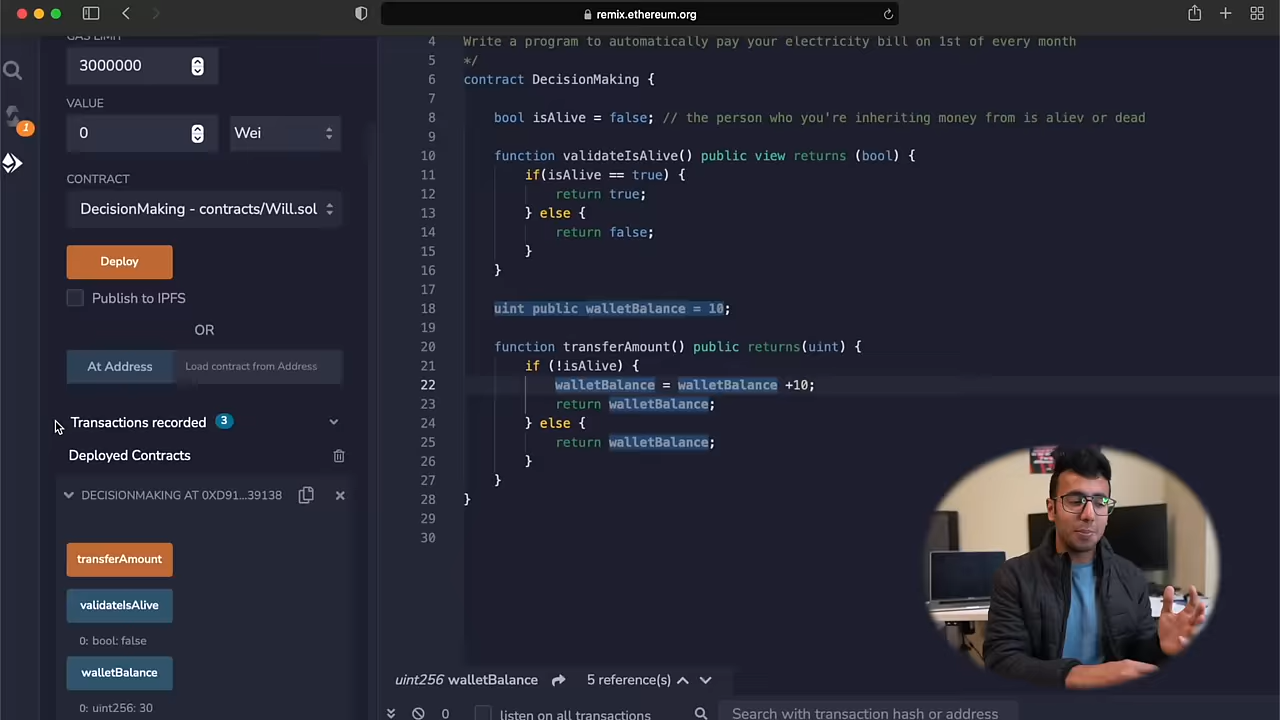 remix.ethereum.org
GAS LIMIT
3000000
VALUE
0 Wei
CONTRACT
DecisionMaking - contracts/Will.sol
1
Deploy
Publish to IPFS
OR
At Address Load contract from Address
Transactions recorded 3
Deployed Contracts
DECISIONMAKING AT 0XD91...39138
transferAmount
validateIsAlive
0: bool: false
walletBalance
0: uint256: 30
4 Write a program to automatically pay your electricity bill on 1st of every month
5 */
6 contract DecisionMaking {
7
8 bool isAlive = false; // the person who you're inheriting money from is aliev or dead
9
10 function validateIsAlive() public view returns (bool) {
11 if(isAlive == true) {
12 return true;
13 } else {
14 return false;
15 }
16 }
17
18 uint public walletBalance = 10;
19
20 function transferAmount() public returns(uint) {
21 if (!isAlive) {
22 walletBalance = walletBalance +10;
23 return walletBalance;
24 } else {
25 return walletBalance;
26 }
27 }
28 }
29
30
uint256 walletBalance 5 reference(s)
0 listen on all transactions Search with transaction hash or address